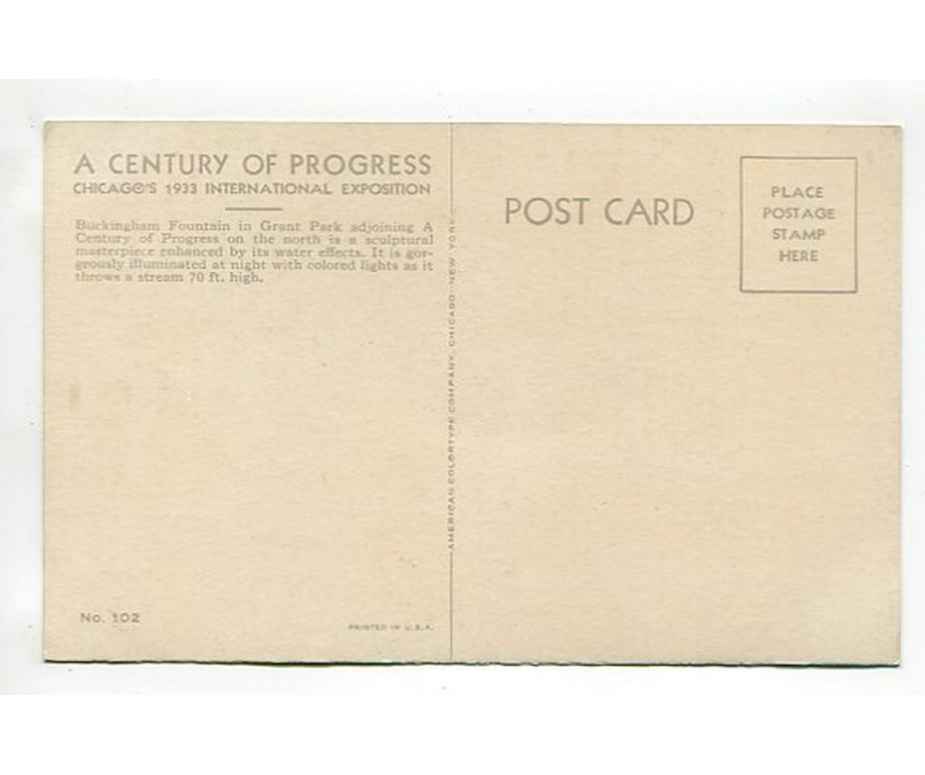 A CENTURY OF PROGRESS
CHICAGO'S 1933 INTERNATIONAL EXPOSITION
Buckingham Fountain in Grant Park adjoining A
Century of Progress on the north is a sculptural
masterpiece enhanced by its water effects. It is gor-
geously illuminated at night with colored lights as it
throws a stream 70 ft. high.
No. 102
PRINTED IN U.S.A.
AMERICAN COLORTYPE COMPANY, CHICAGO-NEW YORK
POST CARD
PLACE
POSTAGE
STAMP
HERE